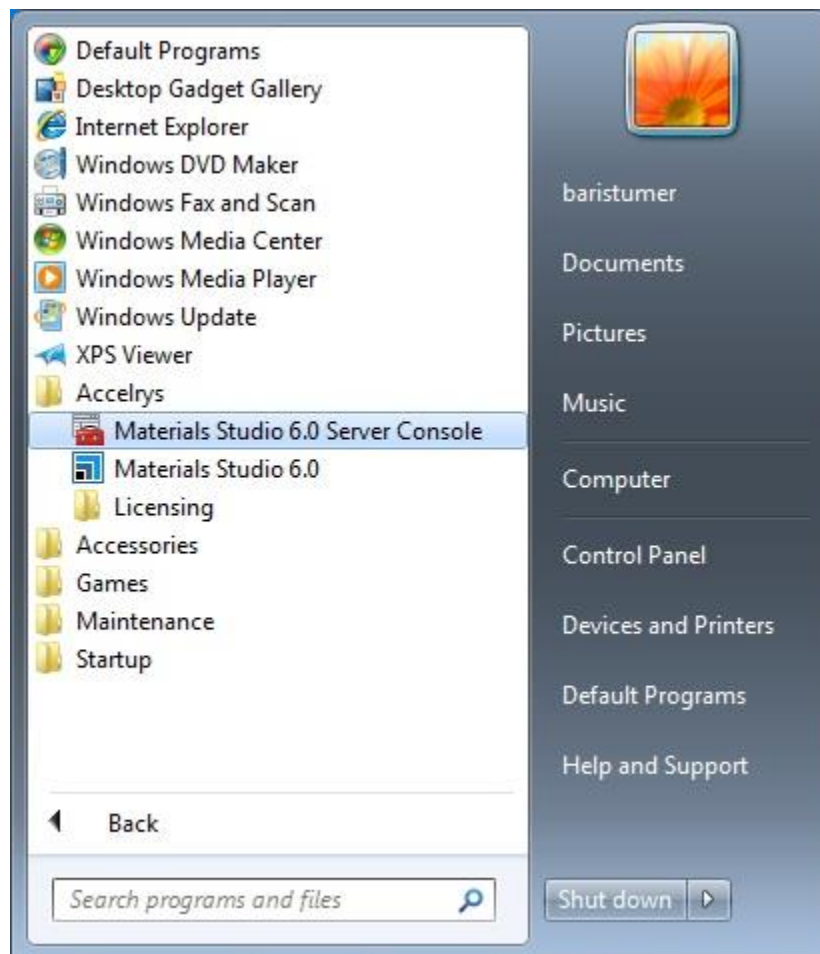 Default Programs
Desktop Gadget Gallery
Internet Explorer
Windows DVD Maker
Windows Fax and Scan
Windows Media Center
Windows Media Player
Windows Update
XPS Viewer
Accelrys
Materials Studio 6.0 Server Console
Materials Studio 6.0
Licensing
Accessories
Games
Maintenance
Startup
Back
Search programs and files
baristumer
Documents
Pictures
Music
Computer
Control Panel
Devices and Printers
Default Programs
Help and Support
Shut down